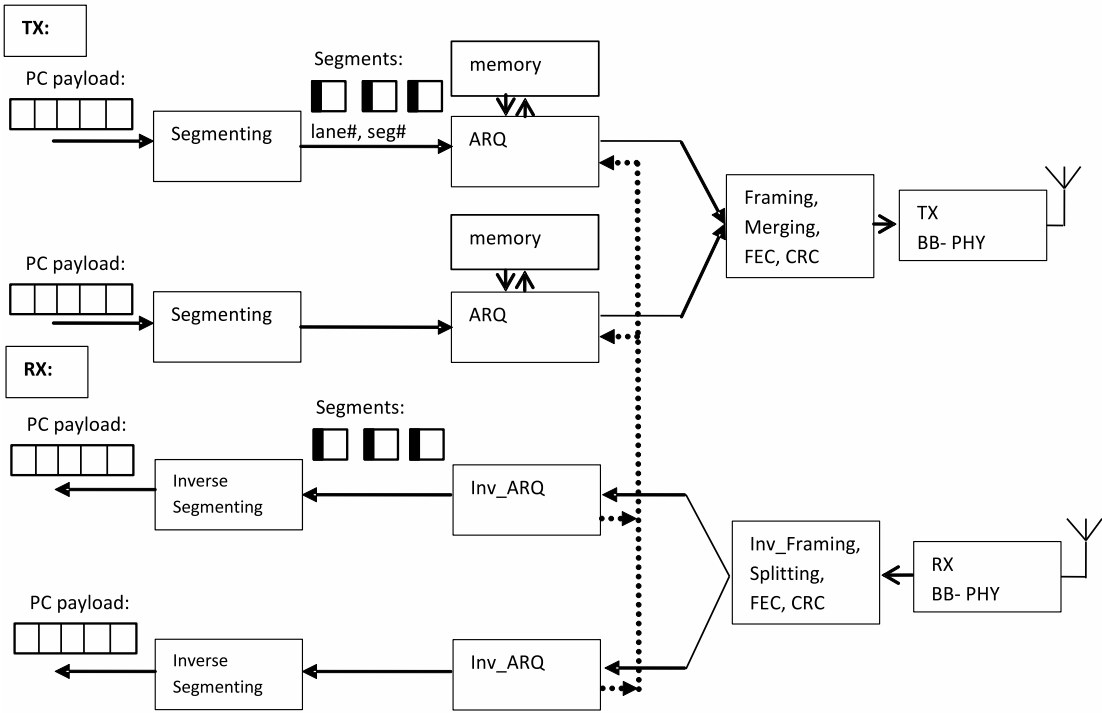 TX:
PC payload:
Segments:
memory
Segmenting
lane#, seg#
ARQ
Framing,
Merging,
FEC, CRC
TX
BB- PHY
PC payload:
memory
Segmenting
ARQ
RX:
PC payload:
Segments:
Inverse
Segmenting
Inv_ARQ
Inv_Framing,
Splitting,
FEC, CRC
RX
BB- PHY
PC payload:
Inverse
Segmenting
Inv_ARQ